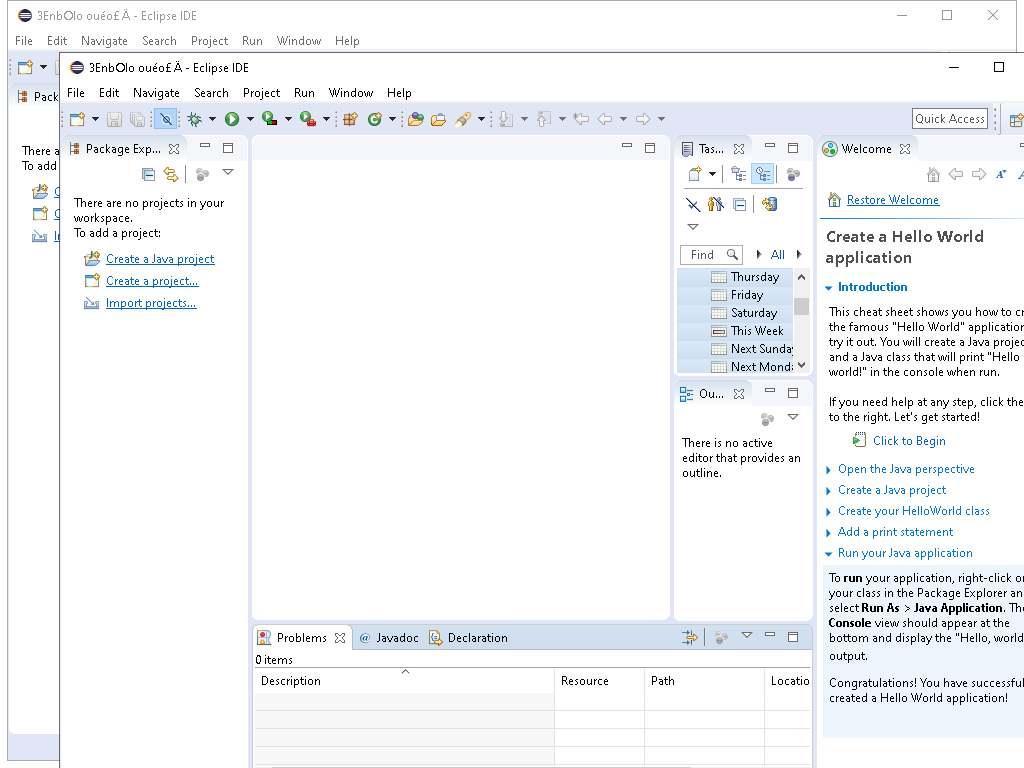 3EnbOlo ouéo£ Ä - Eclipse IDE
File Edit Navigate Search Project Run Window Help
3EnbOlo ouéo£ Ä - Eclipse IDE
File Edit Navigate Search Project Run Window Help
Quick Access
Pack
There a
To add
Package Exp...
There are no projects in your
workspace.
To add a project:
Create a Java project
Create a project...
Import projects...
Tas...
Find
All
Thursday
Friday
Saturday
This Week
Next Sunday
Next Mond
Ou...
There is no active
editor that provides an
outline.
Welcome
Restore Welcome
Create a Hello World
application
Introduction
This cheat sheet shows you how to cr
the famous "Hello World" application
try it out. You will create a Java projec
and a Java class that will print "Hello
world!" in the console when run.
If you need help at any step, click the
to the right. Let's get started!
Click to Begin
Open the Java perspective
Create a Java project
Create your HelloWorld class
Add a print statement
Run your Java application
To run your application, right-click on
your class in the Package Explorer an
select Run As > Java Application. The
Console view should appear at the
bottom and display the "Hello, world
output.
Congratulations! You have successful
created a Hello World application!
Problems @ Javadoc Declaration
0 items
Description Resource Path Locatio